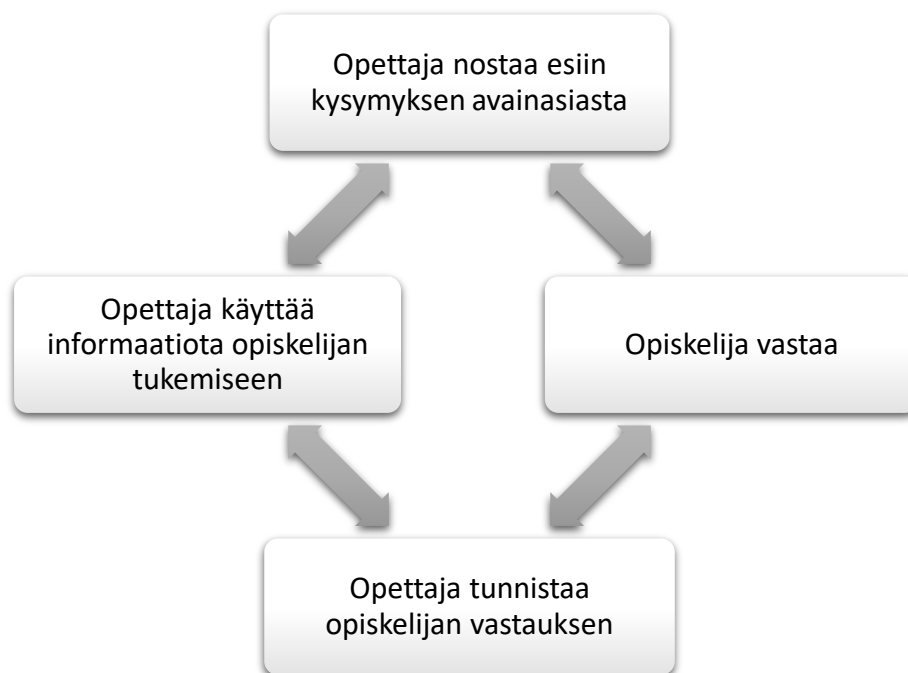 Opettaja nostaa esiin
kysymyksen avainasiasta
Opettaja käyttää
informaatiota opiskelijan
tukemiseen
Opiskelija vastaa
Opettaja tunnistaa
opiskelijan vastauksen